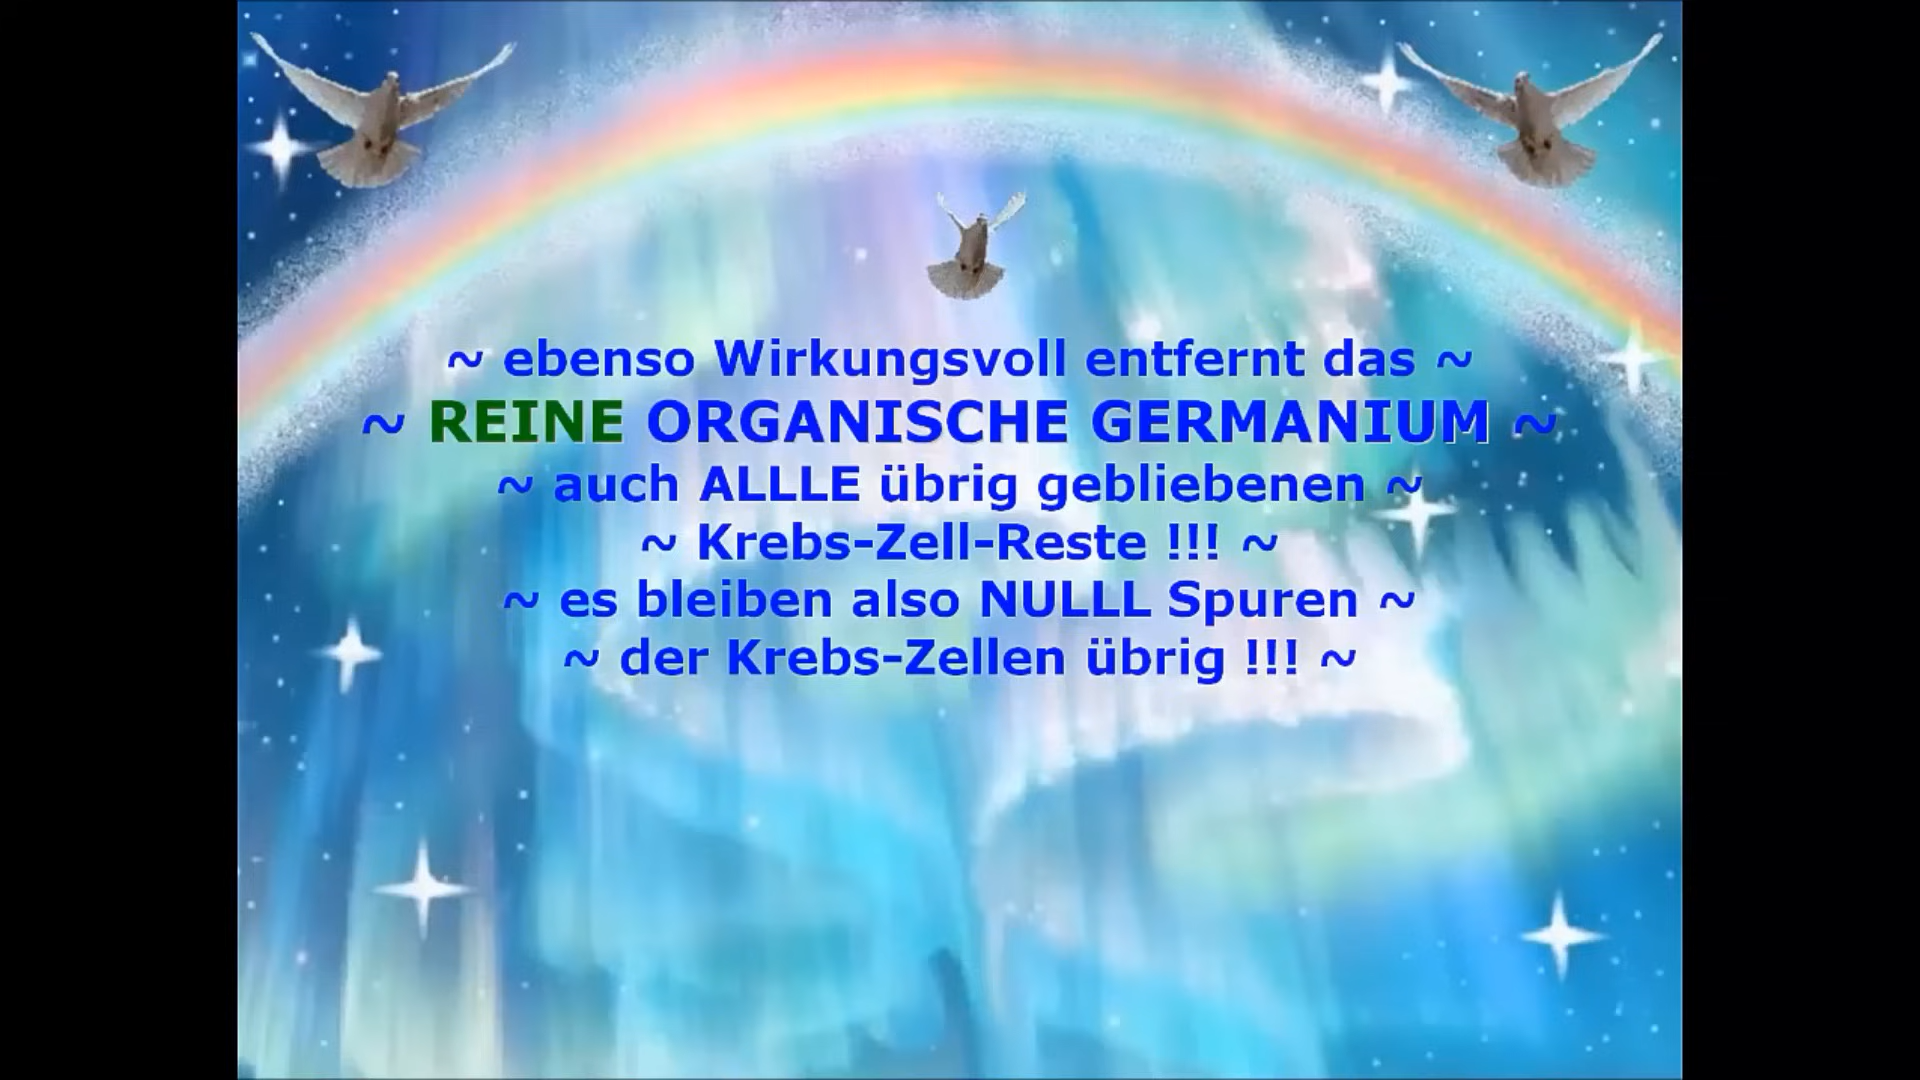 ~ ebenso Wirkungsvoll entfernt das ~
~ REINE ORGANISCHE GERMANIUM ~
~ auch ALLLE übrig gebliebenen ~
~ Krebs-Zell-Reste !!! ~
~ es bleiben also NULLL Spuren ~
~ der Krebs-Zellen übrig !!! ~